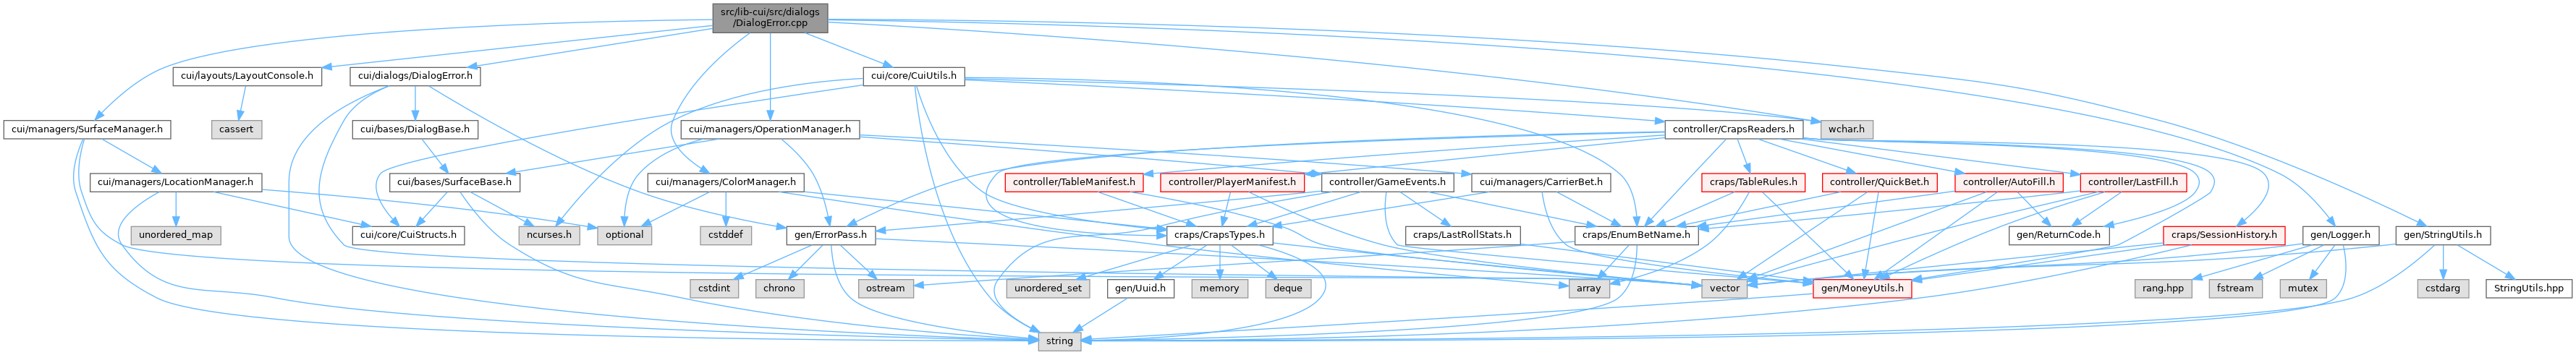 src/lib-cui/src/dialogs
/DialogError.cpp
cui/layouts/LayoutConsole.h
cui/dialogs/DialogError.h
cui/core/CuiUtils.h
cui/managers/SurfaceManager.h
cassert
cui/bases/DialogBase.h
cui/managers/OperationManager.h
controller/CrapsReaders.h
wchar.h
cui/managers/LocationManager.h
cui/bases/SurfaceBase.h
cui/managers/ColorManager.h
controller/TableManifest.h
controller/PlayerManifest.h
controller/GameEvents.h
cui/managers/CarrierBet.h
craps/TableRules.h
controller/QuickBet.h
controller/AutoFill.h
controller/LastFill.h
unordered_map
cui/core/CuiStructs.h
ncurses.h
optional
cstddef
gen/ErrorPass.h
craps/CrapsTypes.h
craps/LastRollStats.h
craps/EnumBetName.h
gen/ReturnCode.h
craps/SessionHistory.h
gen/Logger.h
gen/StringUtils.h
cstdint
chrono
ostream
unordered_set
gen/Uuid.h
memory
deque
array
vector
gen/MoneyUtils.h
rang.hpp
fstream
mutex
cstdarg
StringUtils.hpp
string